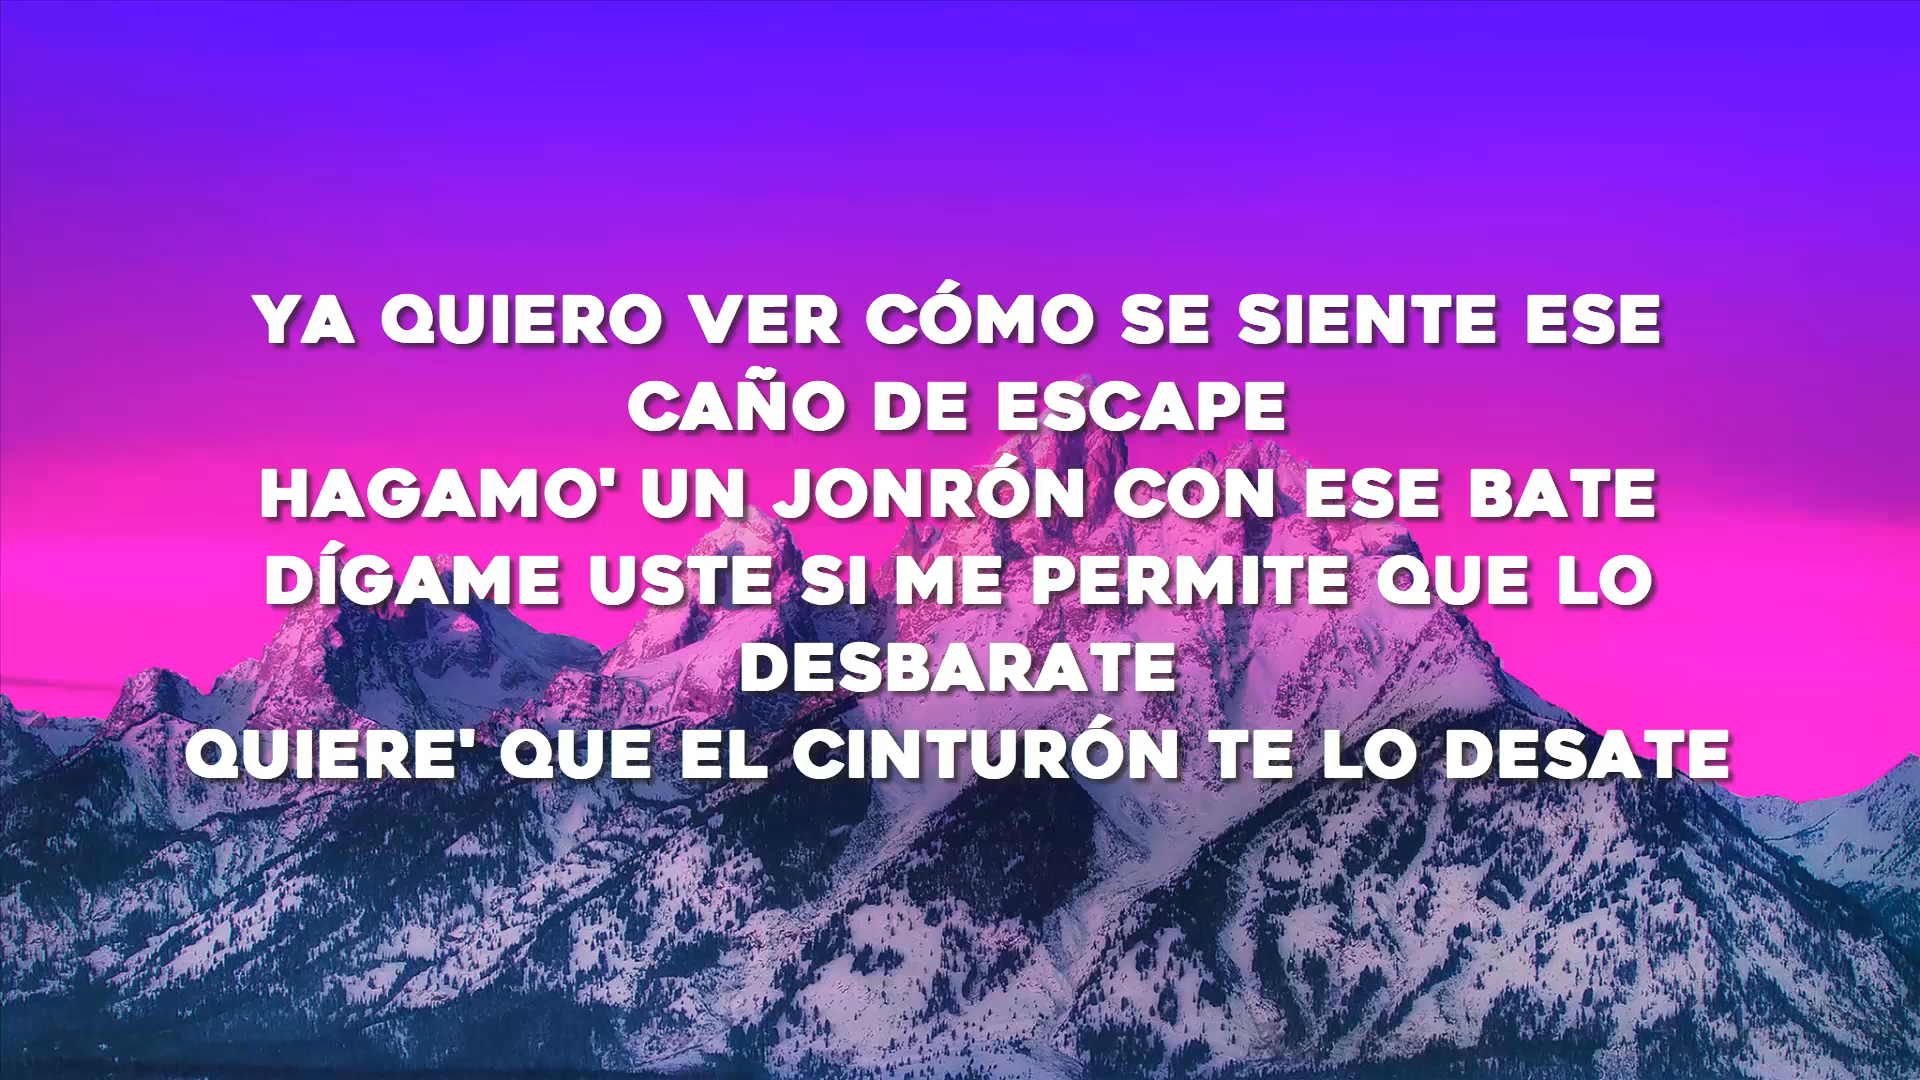 YA QUIERO VER CÓMO SE SIENTE ESE
CAÑO DE ESCAPE
HAGAMO' UN JONRÓN CON ESE BATE
DÍGAME USTE SI ME PERMITE QUE LO
DESBARATE
QUIERE' QUE EL CINTURÓN TE LO DESATE